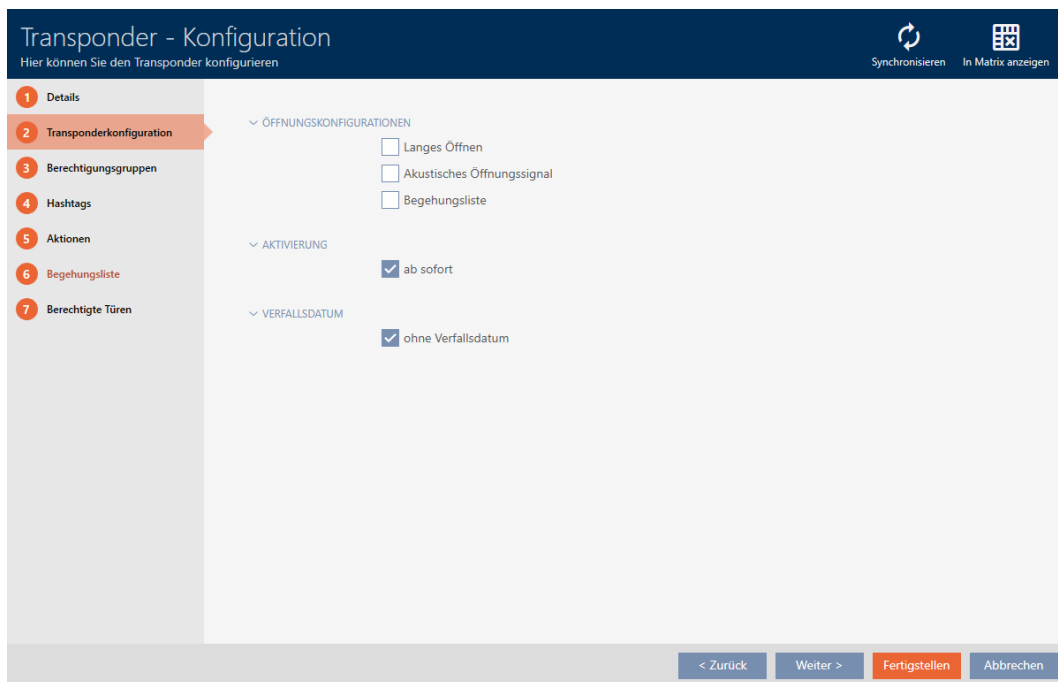 Transponder - Konfiguration
Hier können Sie den Transponder konfigurieren
Synchronisieren
In Matrix anzeigen
1 Details
2 Transponderkonfiguration
3 Berechtigungsgruppen
4 Hashtags
5 Aktionen
6 Begehungsliste
7 Berechtigte Türen
ÖFFNUNGSKONFIGURATIONEN
Langes Öffnen
Akustisches Öffnungssignal
Begehungsliste
AKTIVIERUNG
ab sofort
VERFALLSDATUM
ohne Verfallsdatum
< Zurück
Weiter >
Fertigstellen
Abbrechen